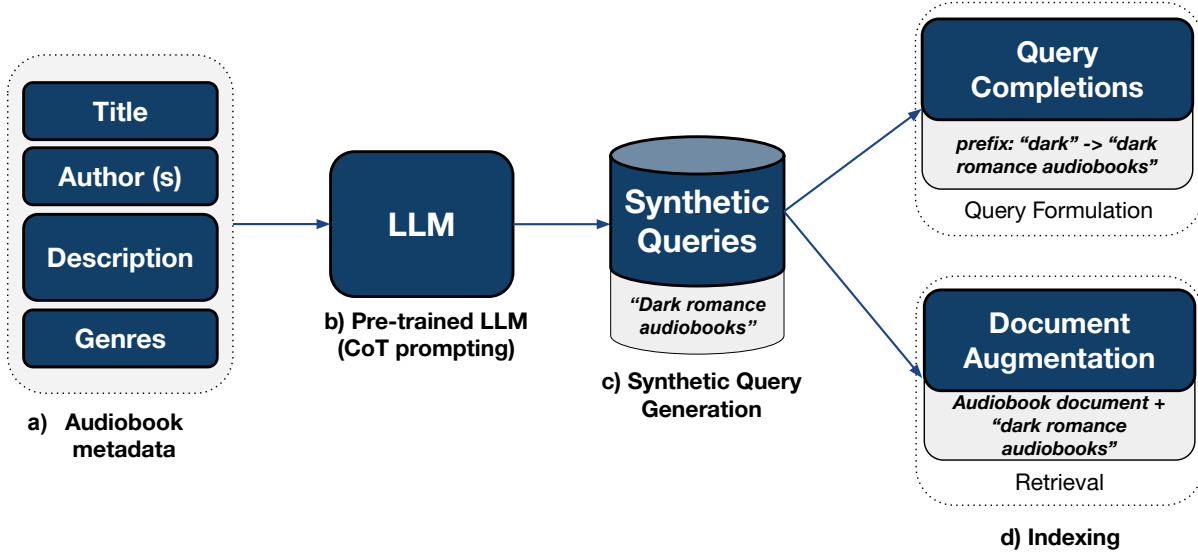 Title
Author (s)
Description
Genres
a) Audiobook
metadata
LLM
b) Pre-trained LLM
(CoT prompting)
Synthetic
Queries
“Dark romance
audiobooks”
c) Synthetic Query
Generation
Query
Completions
prefix: “dark” -> “dark
romance audiobooks”
Query Formulation
Document
Augmentation
Audiobook document +
“dark romance
audiobooks”
Retrieval
d) Indexing